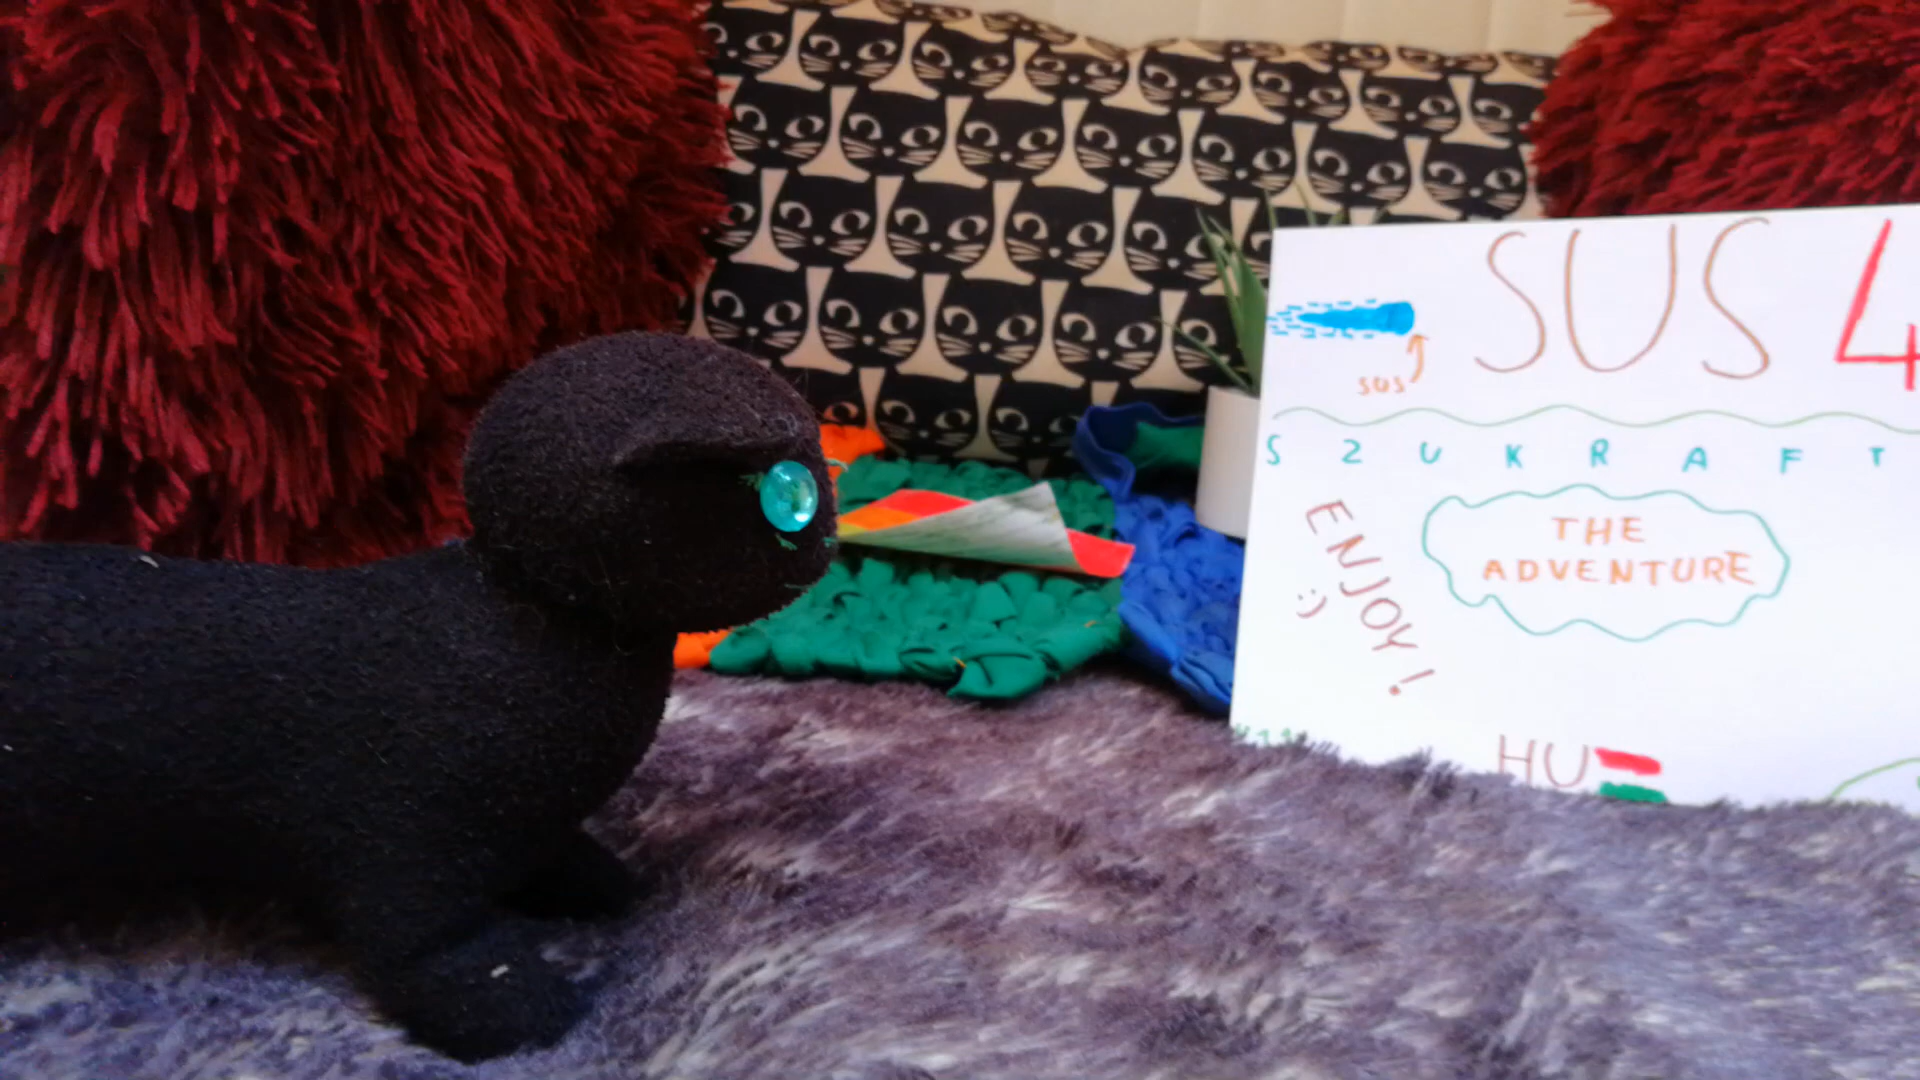 SUS 4
sus
SZUKRAFT
THE
ADVENTURE
ENJOY!
:)
HU